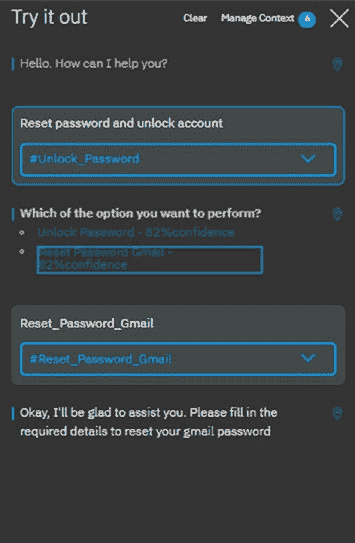 Try it out Clear Manage Context 6
Hello. How can I help you?
Reset password and unlock account
#Unlock_Password
Which of the option you want to perform?
Unlock Password - 82%confidence
Reset Password Gmail -
82%confidence
Reset_Password_Gmail
#Reset_Password_Gmail
Okay, I'll be glad to assist you. Please fill in the
required details to reset your gmail password